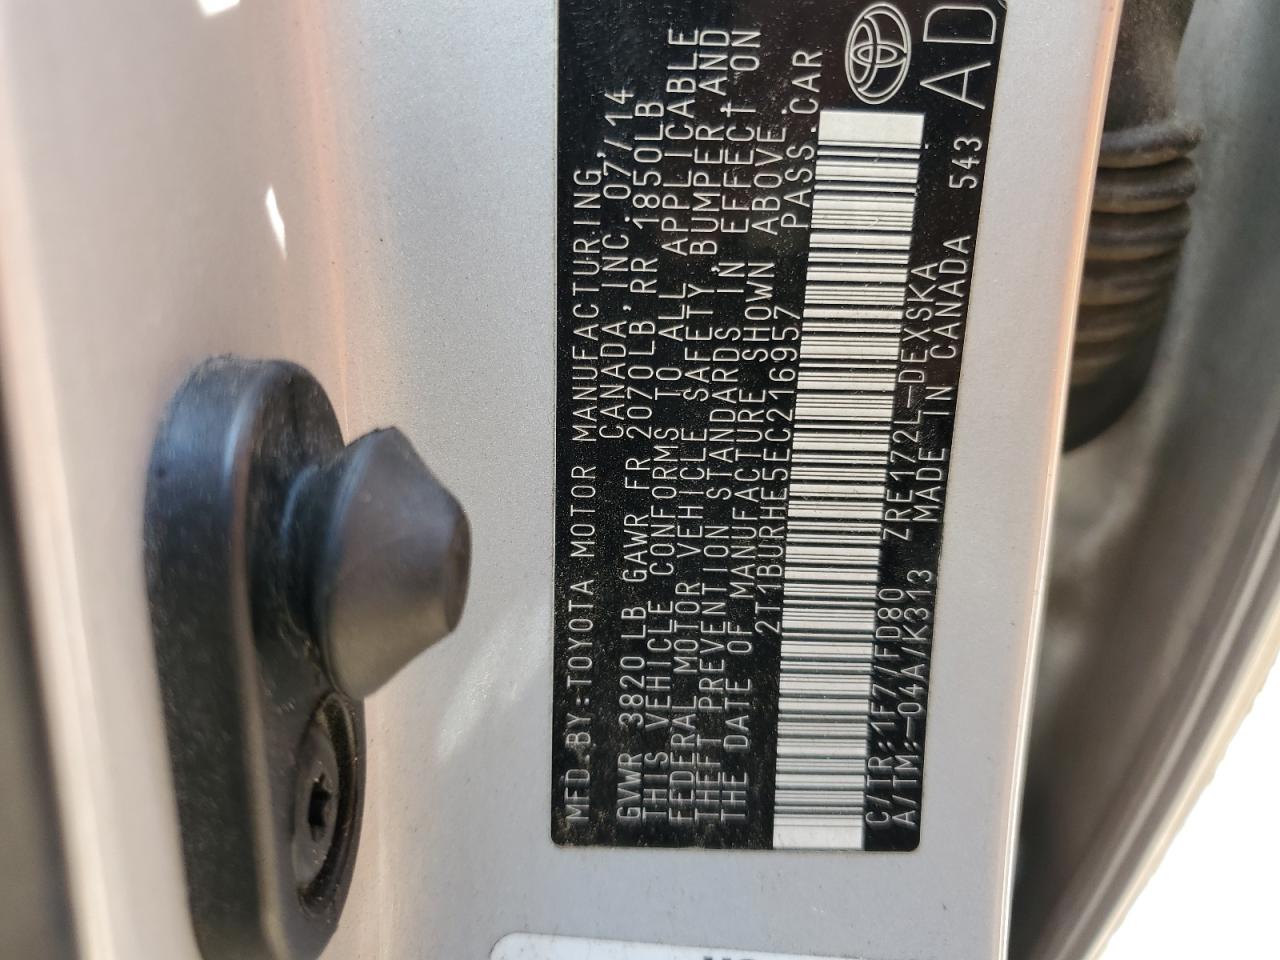 MFD. BY: TOYOTA MOTOR MANUFACTURING
CANADA, INC. 07/14
GVWR 3820LB GAWR FR 2070LB RR 1850LB
THIS VEHICLE CONFORMS TO ALL APPLICABLE
FEDERAL MOTOR VEHICLE SAFETY, BUMPER, AND
THEFT PREVENTION STANDARDS IN EFFECT ON
THE DATE OF MANUFACTURE SHOWN ABOVE.
2T1BURHE5EC216957 PASS. CAR
C/TR: 1F7/FD80 ZRE172L-DEXSKA
A/TM: -04A/K313 MADE IN CANADA 543
AD